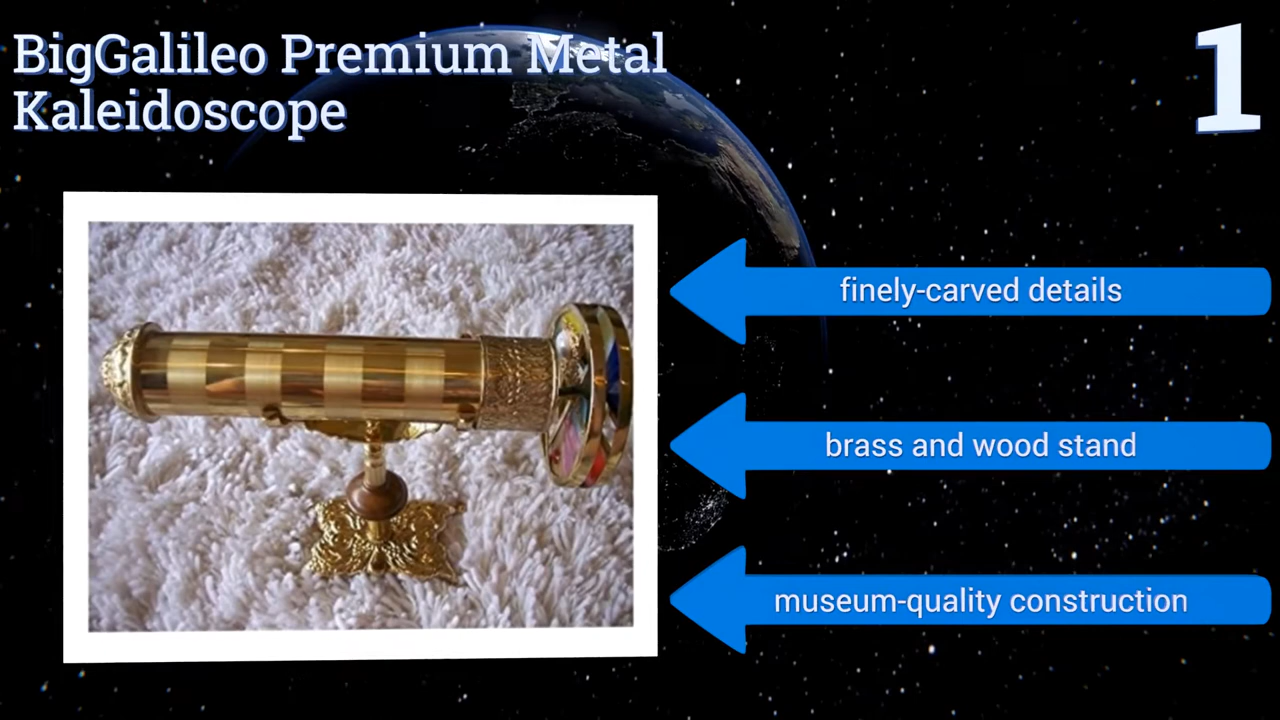 BigGalileo Premium Metal
Kaleidoscope
1
finely-carved details
brass and wood stand
museum-quality construction